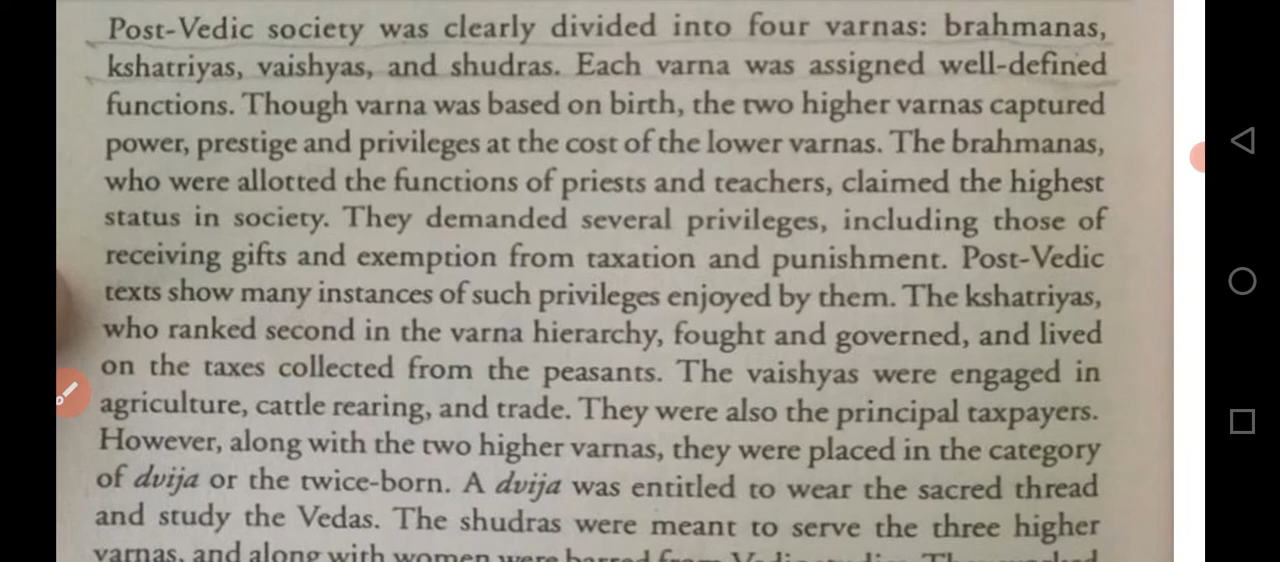 Post-Vedic society was clearly divided into four varnas: brahmanas,
kshatriyas, vaishyas, and shudras. Each varna was assigned well-defined
functions. Though varna was based on birth, the two higher varnas captured
power, prestige and privileges at the cost of the lower varnas. The brahmanas,
who were allotted the functions of priests and teachers, claimed the highest
status in society. They demanded several privileges, including those of
receiving gifts and exemption from taxation and punishment. Post-Vedic
texts show many instances of such privileges enjoyed by them. The kshatriyas,
who ranked second in the varna hierarchy, fought and governed, and lived
on the taxes collected from the peasants. The vaishyas were engaged in
agriculture, cattle rearing, and trade. They were also the principal taxpayers.
However, along with the two higher varnas, they were placed in the category
of dvija or the twice-born. A dvija was entitled to wear the sacred thread
and study the Vedas. The shudras were meant to serve the three higher
varnas, and along with women were barred from